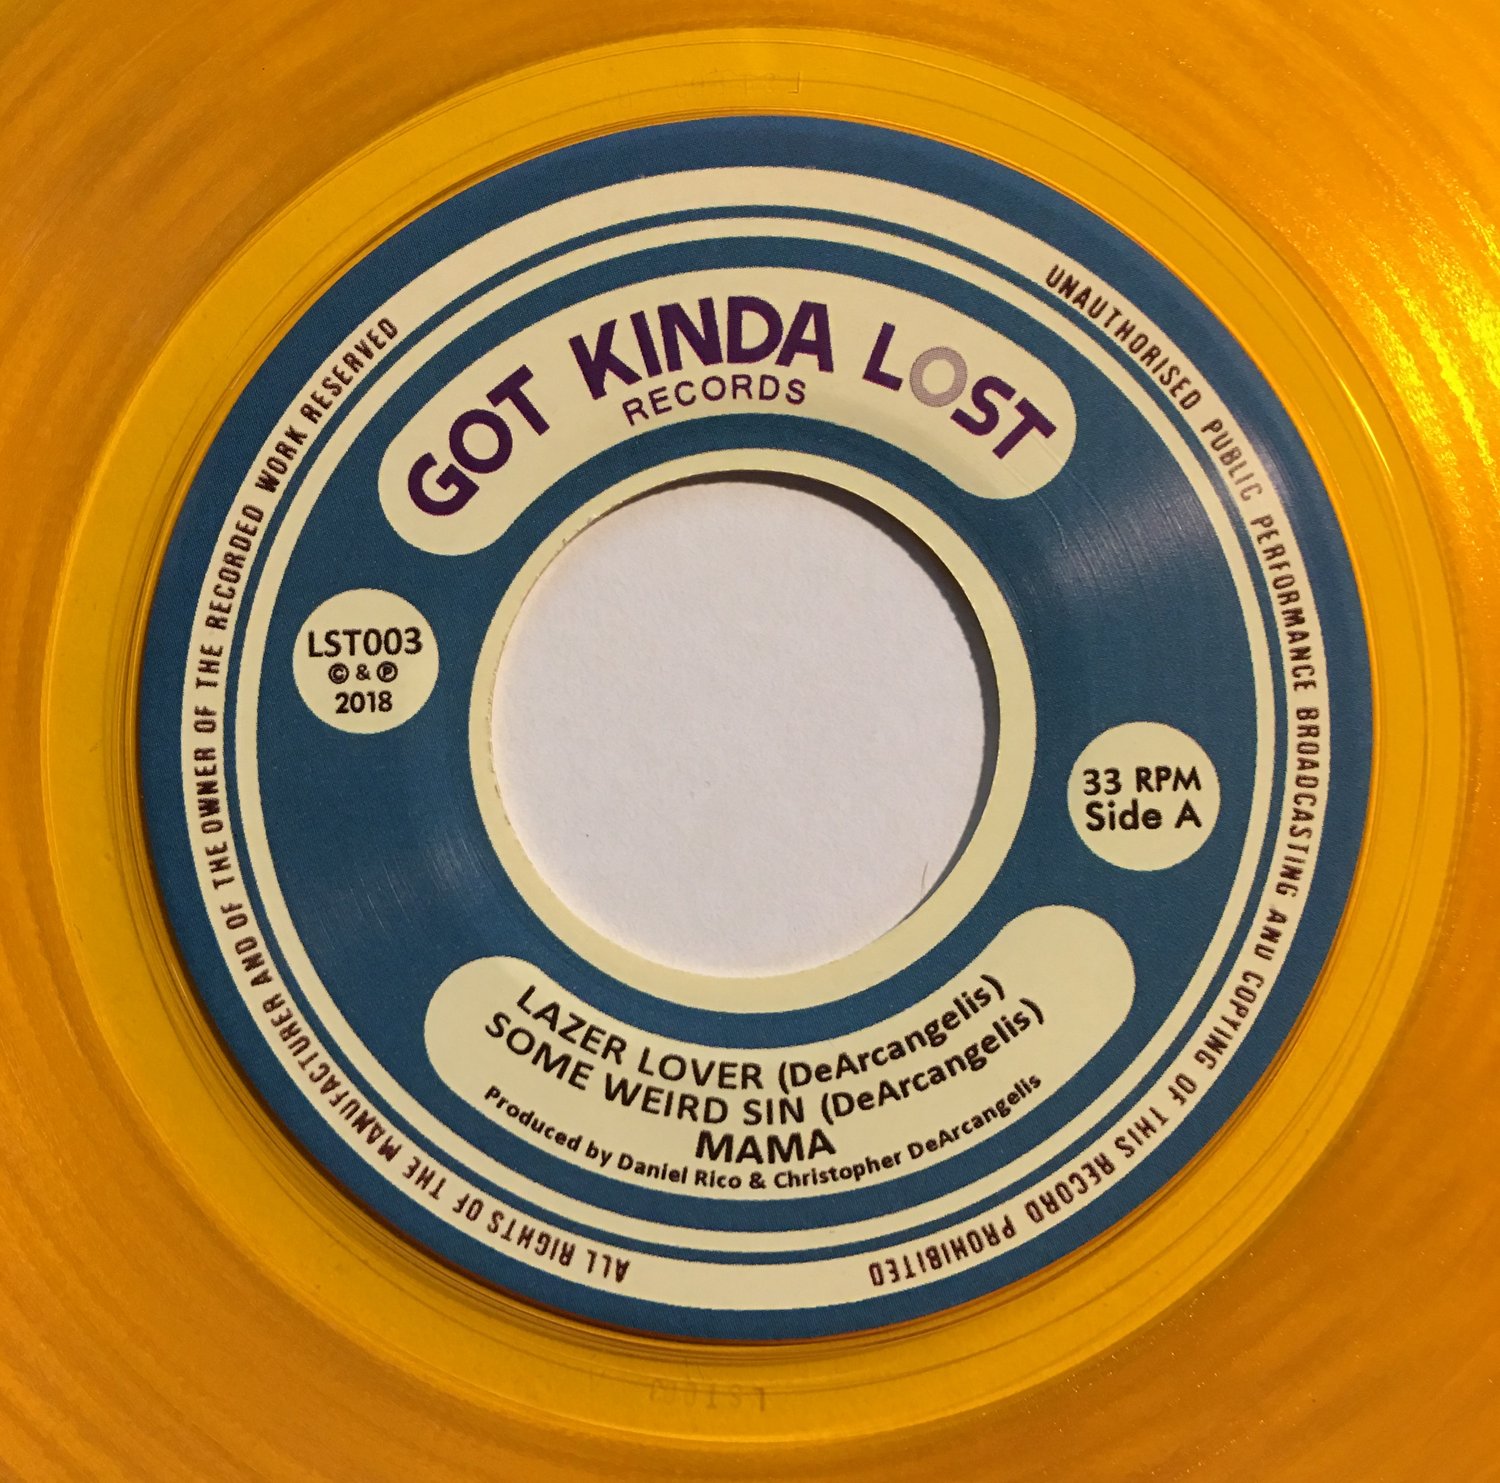 GOT KINDA LOST
RECORDS
LST003
© & ℗
2018
33 RPM
Side A
LAZER LOVER (DeArcangelis)
SOME WEIRD SIN (DeArcangelis)
MAMA
Produced by Daniel Rico & Christopher DeArcangelis
ALL RIGHTS OF THE MANUFACTURER AND OF THE OWNER OF THE RECORDED WORK RESERVED
UNAUTHORISED PUBLIC PERFORMANCE BROADCASTING AND COPYING OF THIS RECORD PROHIBITED